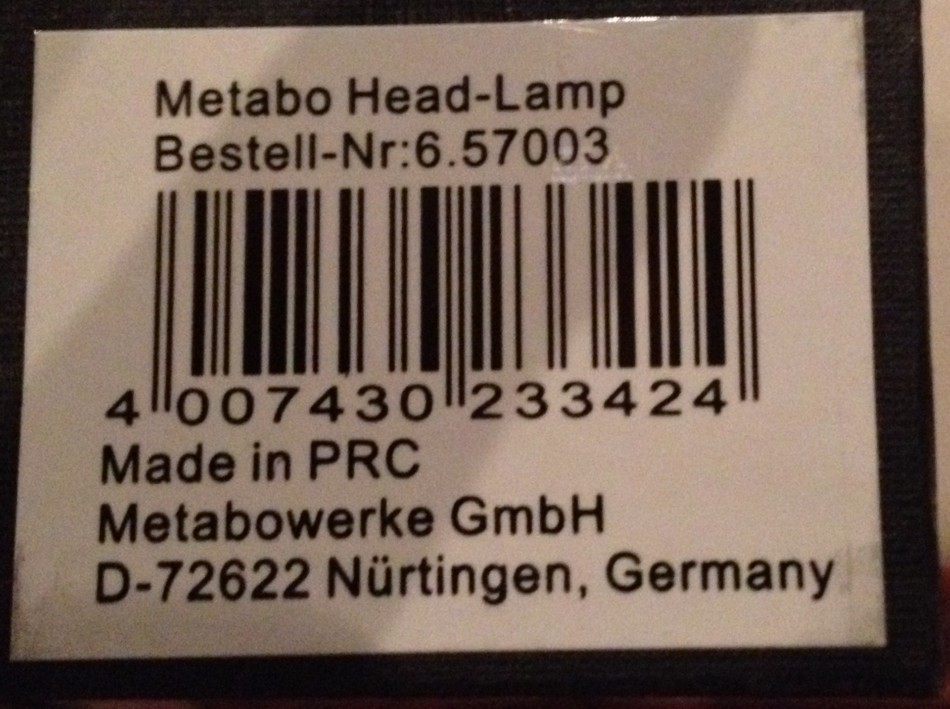 Metabo Head-Lamp
Bestell-Nr:6.57003
4 007430 233424
Made in PRC
Metabowerke GmbH
D-72622 Nürtingen, Germany